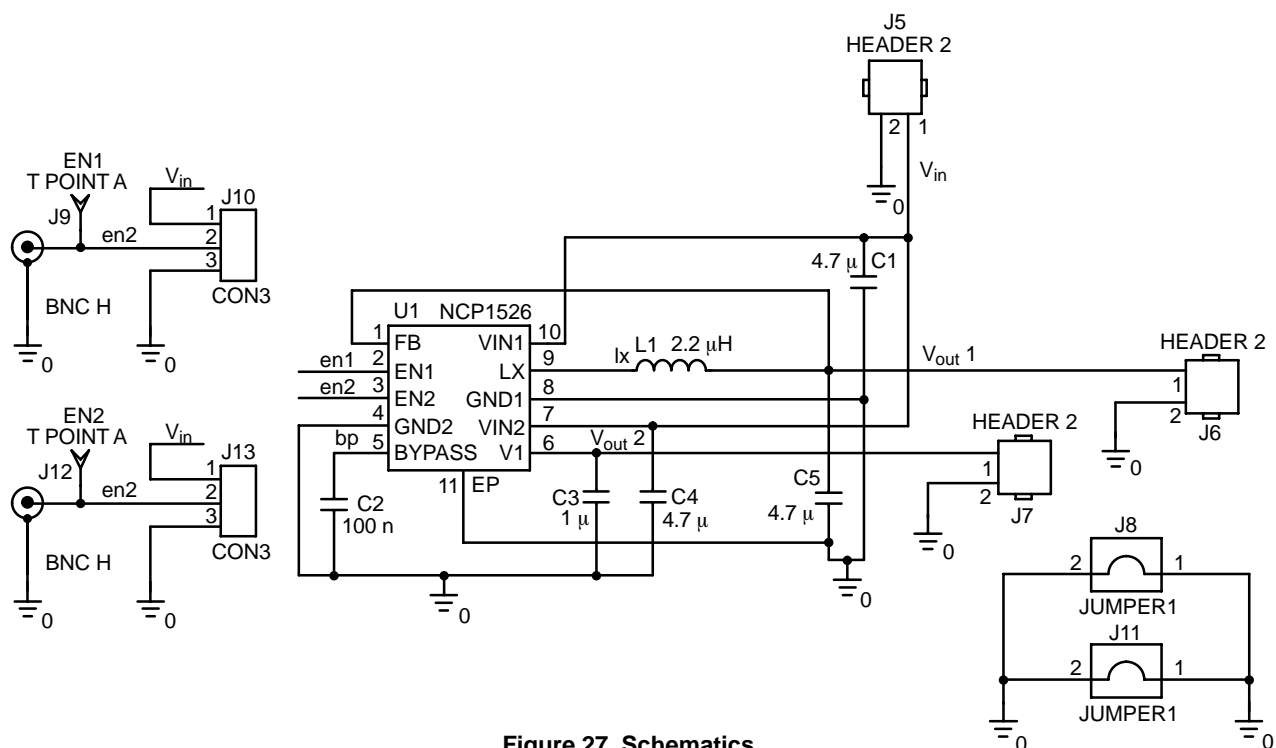 J5
HEADER 2
2 1
V_in
0
EN1
T POINT A
J9
en2
BNC H
0
V_in
J10
1
2
3
CON3
0
4.7 µ C1
U1 NCP1526
1 FB VIN1 10
en1 2 EN1 LX 9
en2 3 EN2 GND1 8
4 GND2 VIN2 7
bp 5 BYPASS V1 6
11 EP
lx L1 2.2 µH
V_out 1
HEADER 2
1
2
J6
0
V_out 2
HEADER 2
1
2
J7
0
EN2
T POINT A
J12
en2
BNC H
0
V_in
J13
1
2
3
CON3
0
C2
100 n
C3
1 µ
C4
4.7 µ
C5
4.7 µ
0
0
J8
2 1
JUMPER1
J11
2 1
JUMPER1
0
0
Figure 27. Schematics